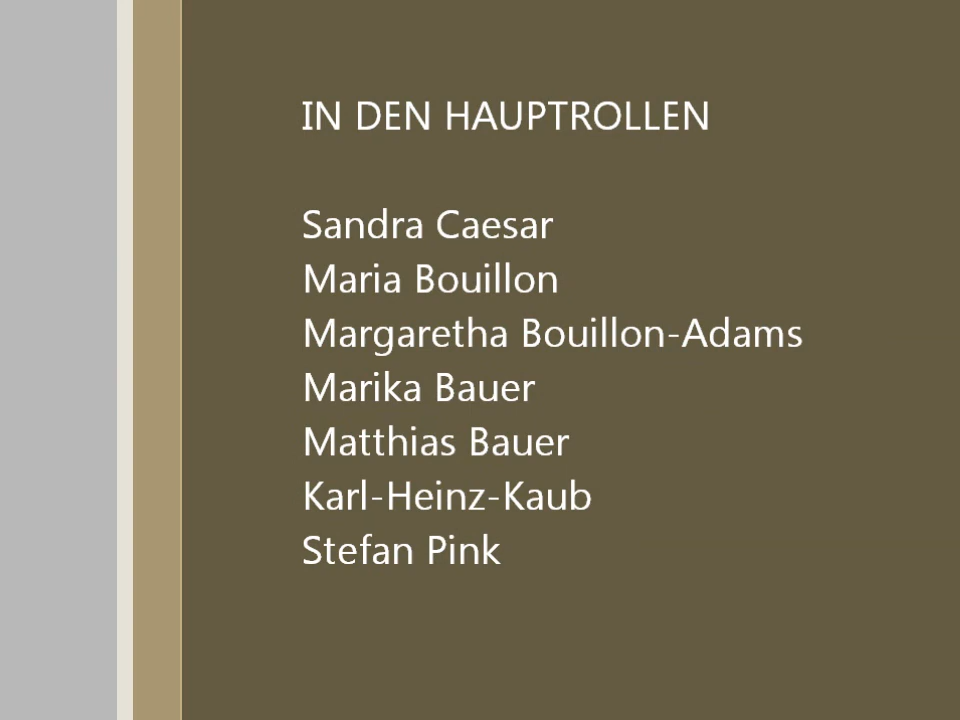 IN DEN HAUPTROLLEN
Sandra Caesar
Maria Bouillon
Margaretha Bouillon-Adams
Marika Bauer
Matthias Bauer
Karl-Heinz-Kaub
Stefan Pink